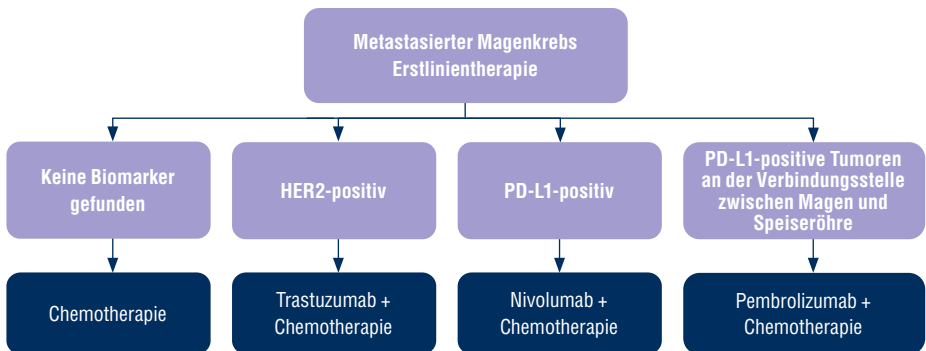 Metastasierter Magenkrebs
Erstlinientherapie
Keine Biomarker
gefunden
HER2-positiv
PD-L1-positiv
PD-L1-positive Tumoren
an der Verbindungsstelle
zwischen Magen und
Speiseröhre
Chemotherapie
Trastuzumab +
Chemotherapie
Nivolumab +
Chemotherapie
Pembrolizumab +
Chemotherapie